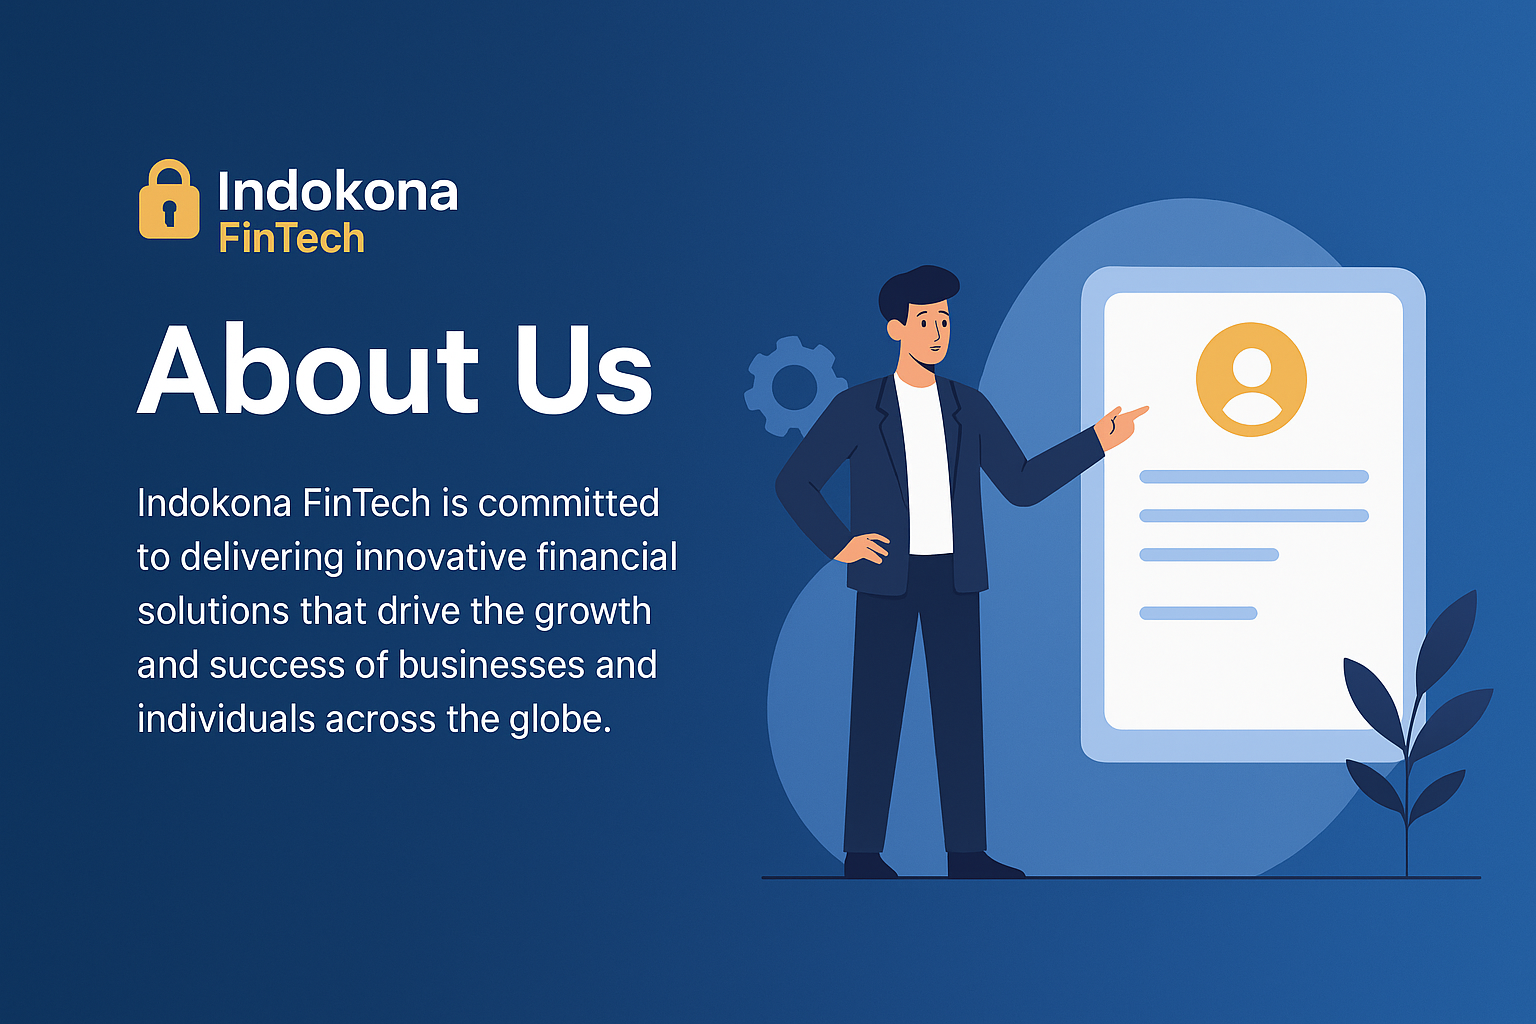 Indokona
FinTech
About Us
Indokona FinTech is committed
to delivering innovative financial
solutions that drive the growth
and success of businesses and
individuals across the globe.